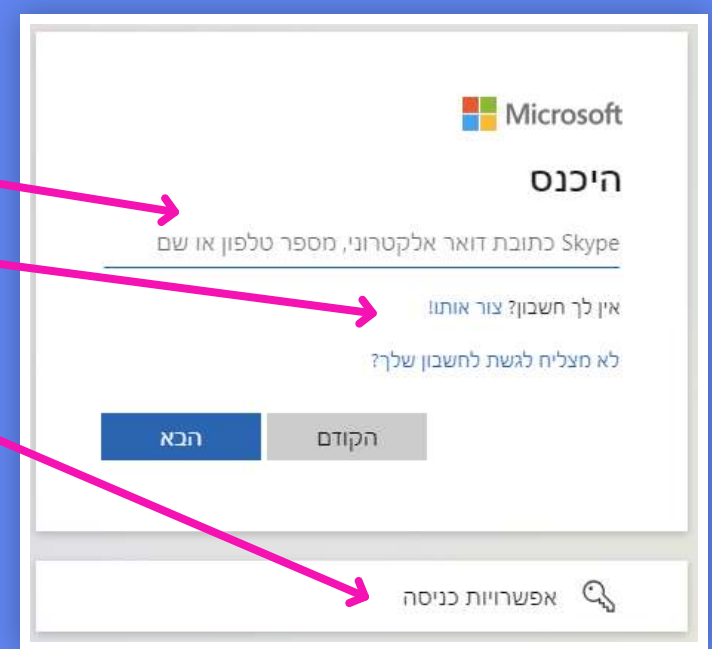 Microsoft
היכנס
Skype כתובת דואר אלקטרוני, מספר טלפון או שם
אין לך חשבון? צור אותו!
לא מצליח לגשת לחשבון שלך?
הקודם הבא
אפשרויות כניסה